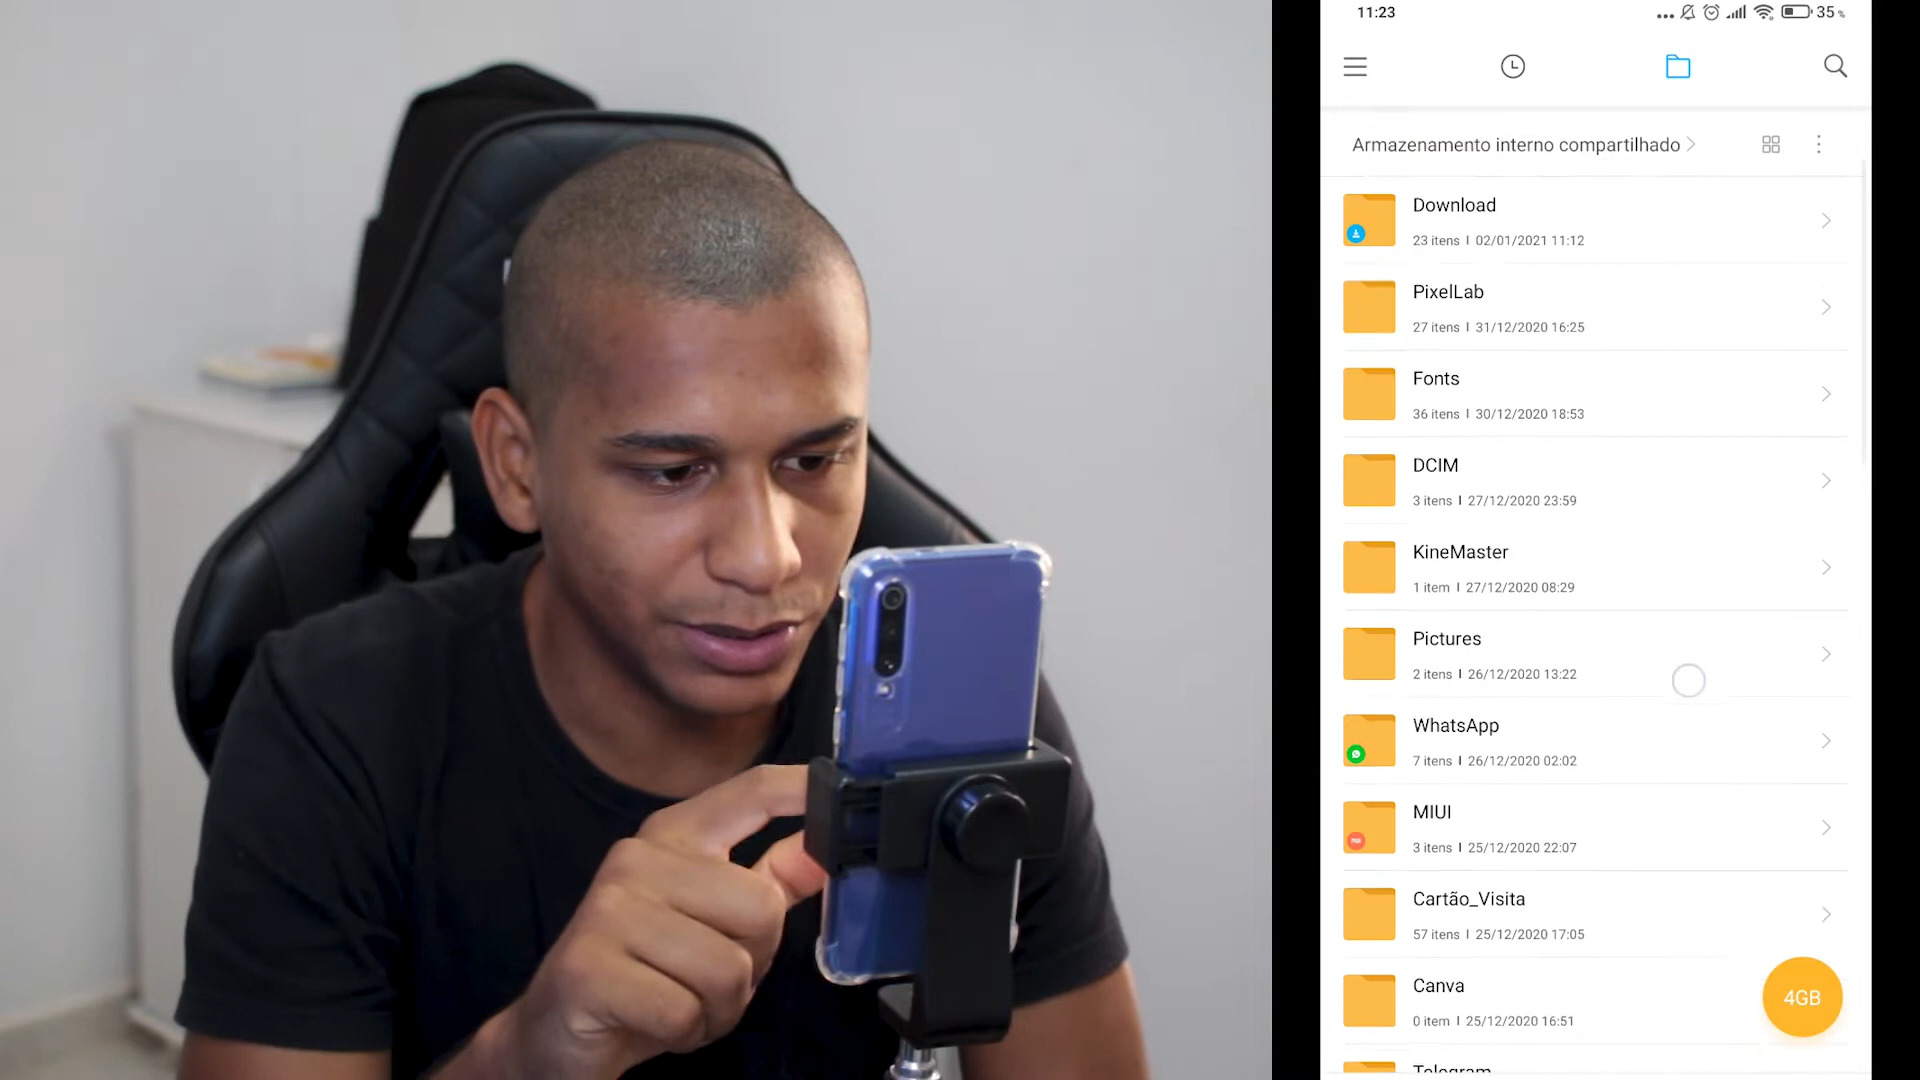 11:23
35 %
Armazenamento interno compartilhado
Download
23 itens | 02/01/2021 11:12
PixelLab
27 itens | 31/12/2020 16:25
Fonts
36 itens | 30/12/2020 18:53
DCIM
3 itens | 27/12/2020 23:59
KineMaster
1 item | 27/12/2020 08:29
Pictures
2 itens | 26/12/2020 13:22
WhatsApp
7 itens | 26/12/2020 02:02
MIUI
3 itens | 25/12/2020 22:07
Cartão_Visita
57 itens | 25/12/2020 17:05
Canva
0 item | 25/12/2020 16:51
4GB
Telegram